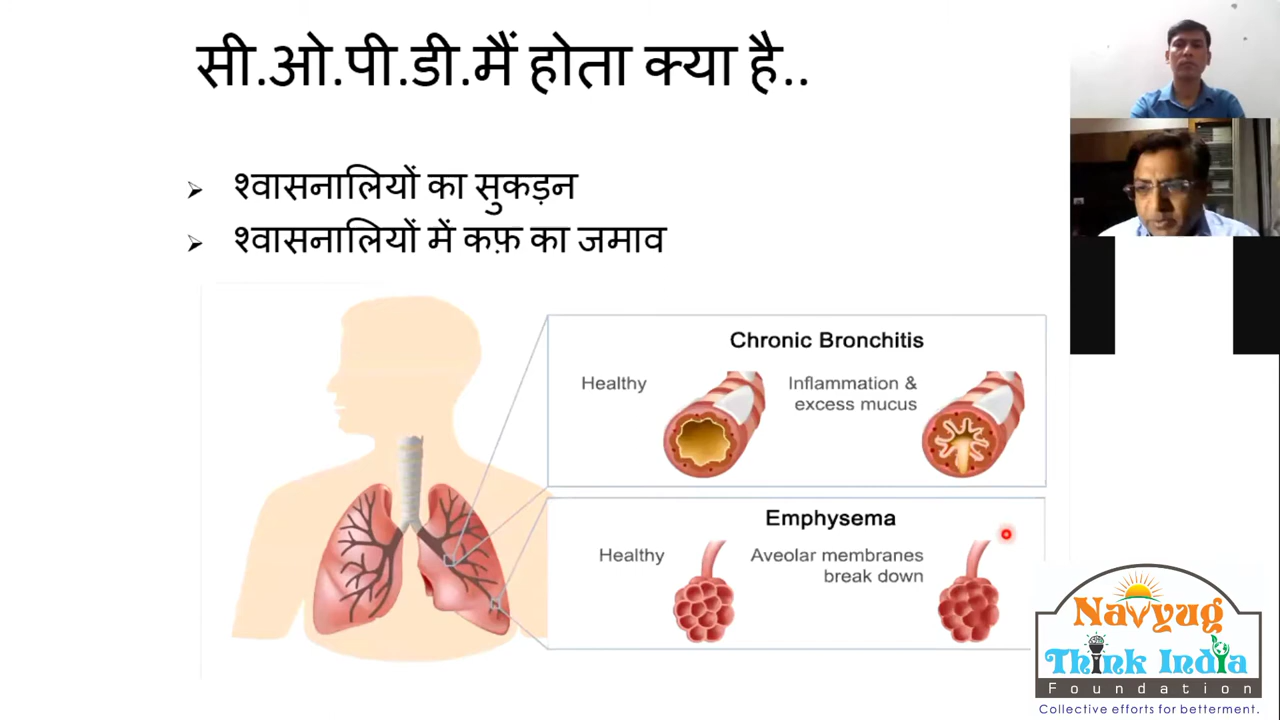 सी.ओ.पी.डी.मैं होता क्या है..
➢ श्वासनालियों का सुकड़न
➢ श्वासनालियों में कफ़ का जमाव
Chronic Bronchitis
Healthy
Inflammation &
excess mucus
Emphysema
Healthy
Aveolar membranes
break down
Navyug
Think India
Foundation
Collective efforts for betterment.